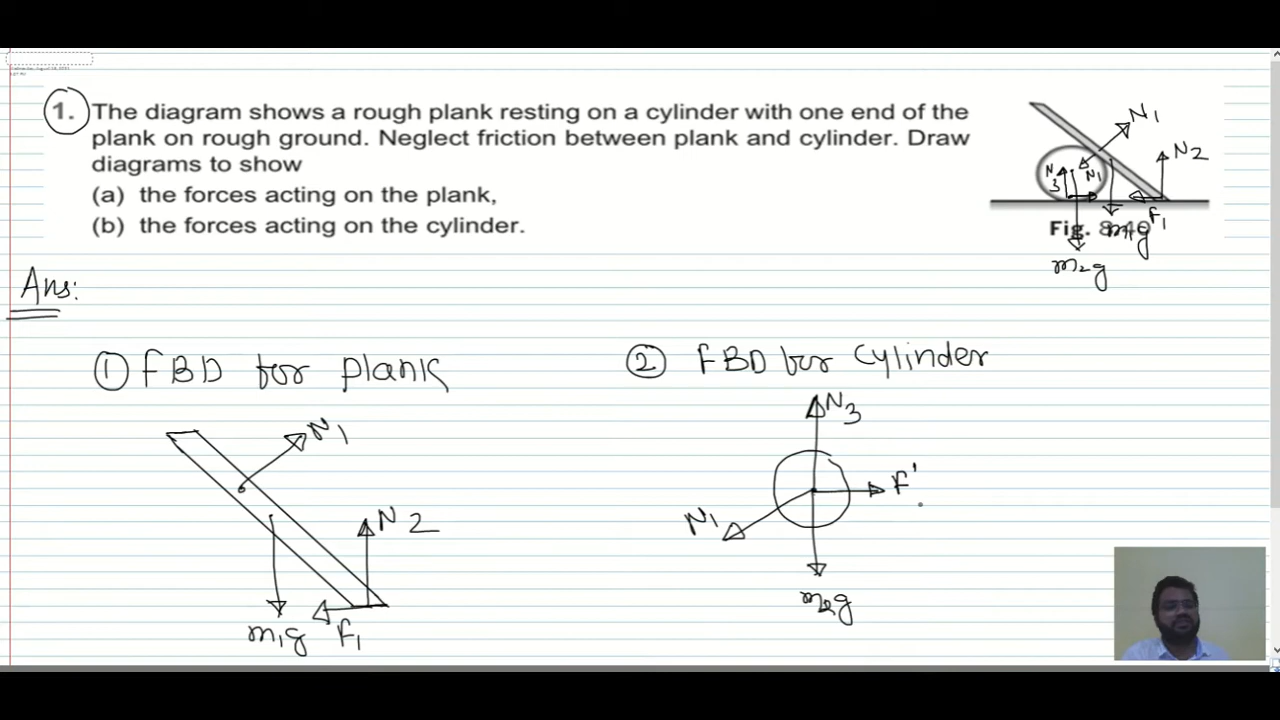 1. The diagram shows a rough plank resting on a cylinder with one end of the
plank on rough ground. Neglect friction between plank and cylinder. Draw
diagrams to show
(a) the forces acting on the plank,
(b) the forces acting on the cylinder.
N1
N2
N3
N1
F1
m1g
Fig.
m2g
Ans:
① FBD for plank
② FBD for cylinder
N1
N2
m1g
F1
N3
F'
N1
m2g